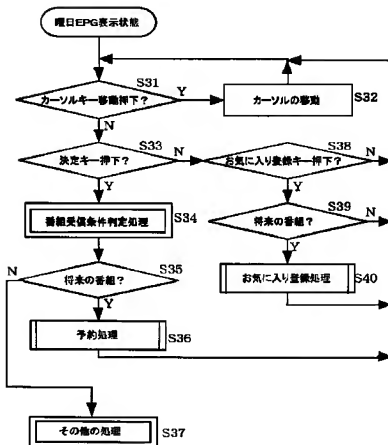 曜日EPG表示状態
S31
カーソルキー移動押下?
Y
カーソルの移動
S32
N
S33
決定キー押下?
N
S38
お気に入り登録キー押下?
N
Y
Y
番組受信条件判定処理
S34
S39
将来の番組?
N
Y
N
S35
将来の番組?
Y
お気に入り登録処理
S40
予約処理
S36
その他の処理
S37